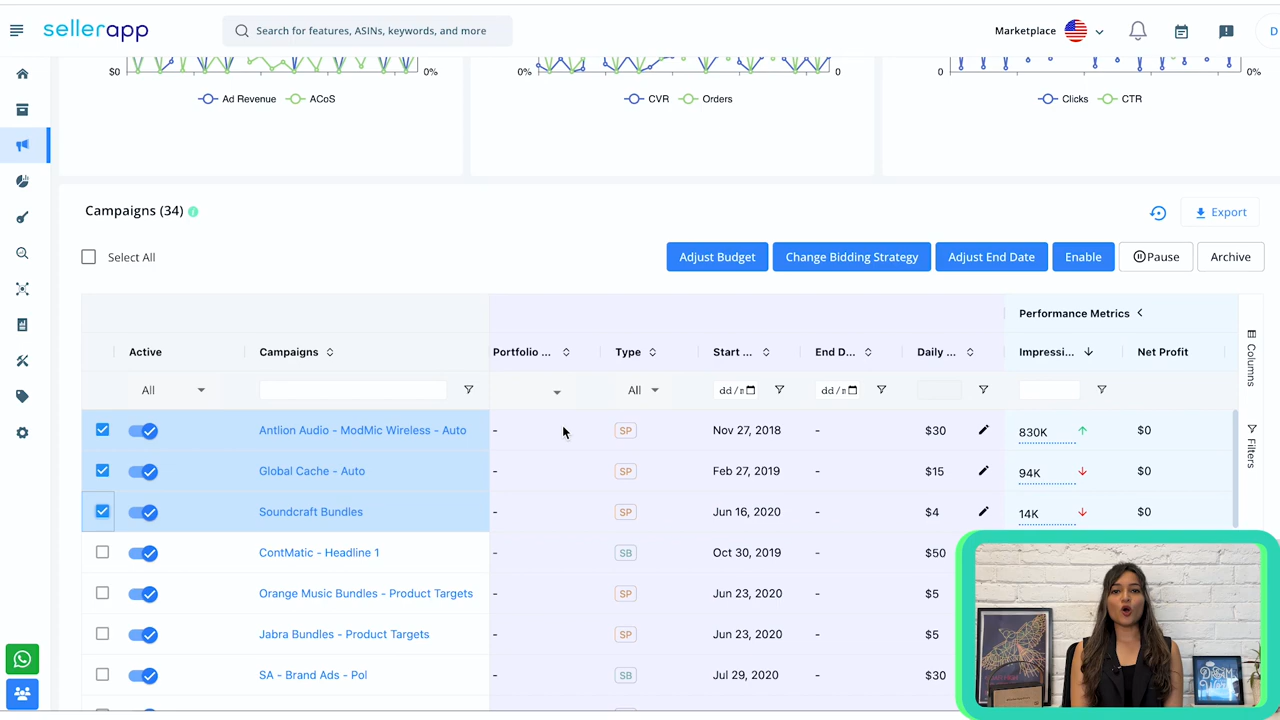 sellerapp
Search for features, ASINs, keywords, and more
Marketplace
D
$0
0%
0%
0
0
0%
Ad Revenue
ACoS
CVR
Orders
Clicks
CTR
Campaigns (34)
Export
Select All
Adjust Budget
Change Bidding Strategy
Adjust End Date
Enable
Pause
Archive
Performance Metrics
Active
Campaigns
Portfolio ...
Type
Start ...
End D...
Daily ...
Impressi...
Net Profit
All
All
dd/
dd/
Antlion Audio - ModMic Wireless - Auto - SP Nov 27, 2018 - $30 830K $0
Global Cache - Auto - SP Feb 27, 2019 - $15 94K $0
Soundcraft Bundles - SP Jun 16, 2020 - $4 14K $0
ContMatic - Headline 1 - SB Oct 30, 2019 - $50
Orange Music Bundles - Product Targets - SP Jun 23, 2020 - $5
Jabra Bundles - Product Targets - SP Jun 23, 2020 - $5
SA - Brand Ads - Pol - SB Jul 29, 2020 - $30
Columns
Filters